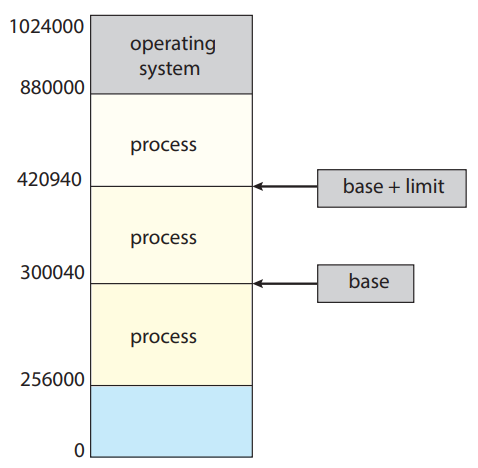 1024000
operating
system
880000
process
420940
base + limit
process
300040
base
process
256000
0